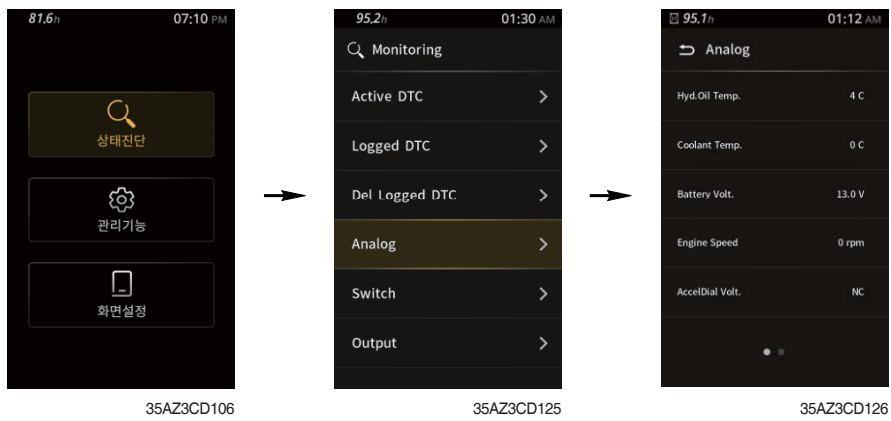 81.6h 07:10 PM
상태진단
관리기능
화면설정
35AZ3CD106
95.2h 01:30 AM
Monitoring
Active DTC
Logged DTC
Del Logged DTC
Analog
Switch
Output
35AZ3CD125
95.1h 01:12 AM
Analog
Hyd.Oil Temp. 4 C
Coolant Temp. 0 C
Battery Volt. 13.0 V
Engine Speed 0 rpm
AccelDial Volt. NC
35AZ3CD126